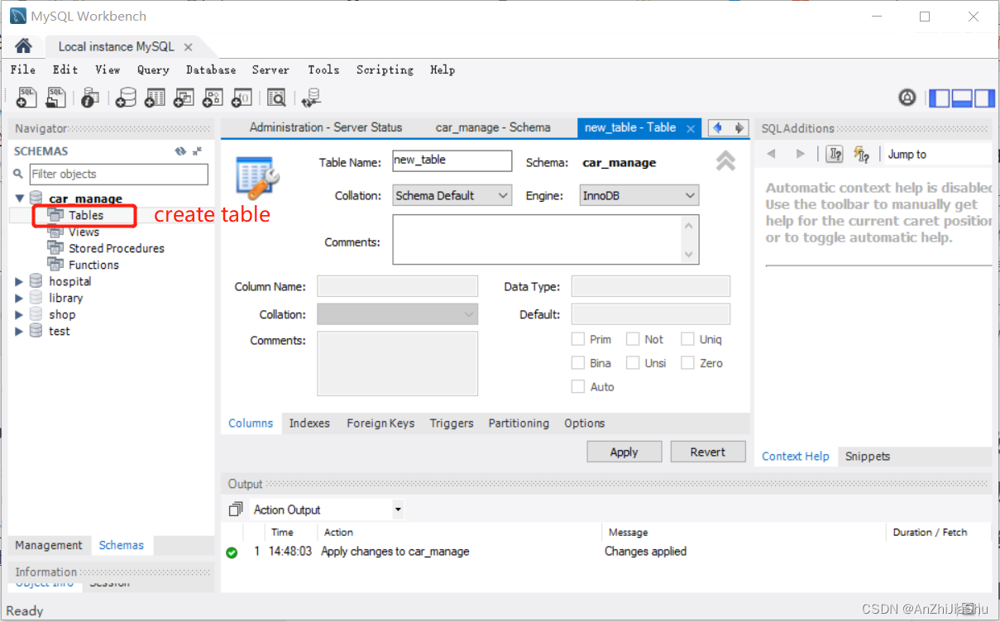 MySQL Workbench
Local instance MySQL
File Edit View Query Database Server Tools Scripting Help
Navigator
SCHEMAS
Filter objects
car_manage
Tables
create table
Views
Stored Procedures
Functions
hospital
library
shop
test
Management Schemas
Information
Object Info Session
Administration - Server Status car_manage - Schema new_table - Table
Table Name: new_table Schema: car_manage
Collation: Schema Default Engine: InnoDB
Comments:
Column Name: Data Type:
Collation: Default:
Comments:
Prim Not Uniq
Bina Unsi Zero
Auto
Columns Indexes Foreign Keys Triggers Partitioning Options
Apply Revert
SQLAdditions
Jump to
Automatic context help is disabled
Use the toolbar to manually get
help for the current caret position
or to toggle automatic help.
Context Help Snippets
Output
Action Output
Time Action Message Duration / Fetch
1 14:48:03 Apply changes to car_manage Changes applied
Ready
CSDN @AnZhiJiaShu